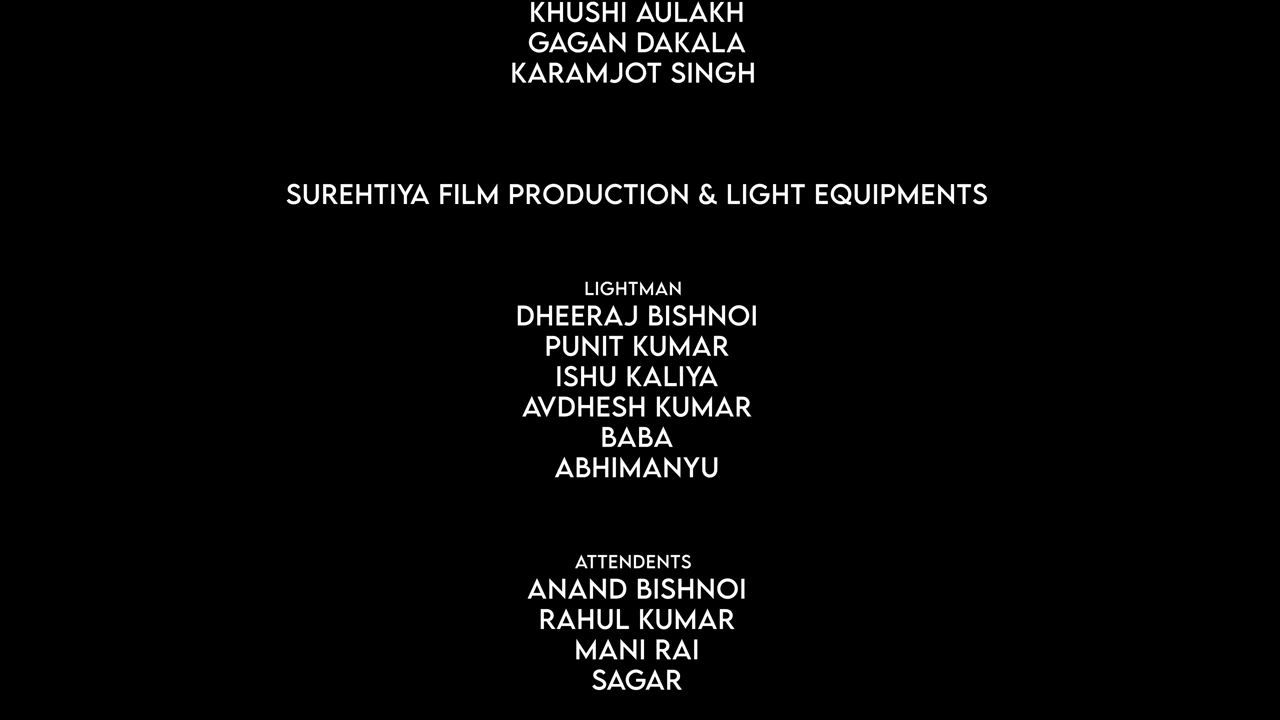 KHUSHI AULAKH
GAGAN DAKALA
KARAMJOT SINGH
SUREHTIYA FILM PRODUCTION & LIGHT EQUIPMENTS
LIGHTMAN
DHEERAJ BISHNOI
PUNIT KUMAR
ISHU KALIYA
AVDHESH KUMAR
BABA
ABHIMANYU
ATTENDENTS
ANAND BISHNOI
RAHUL KUMAR
MANI RAI
SAGAR